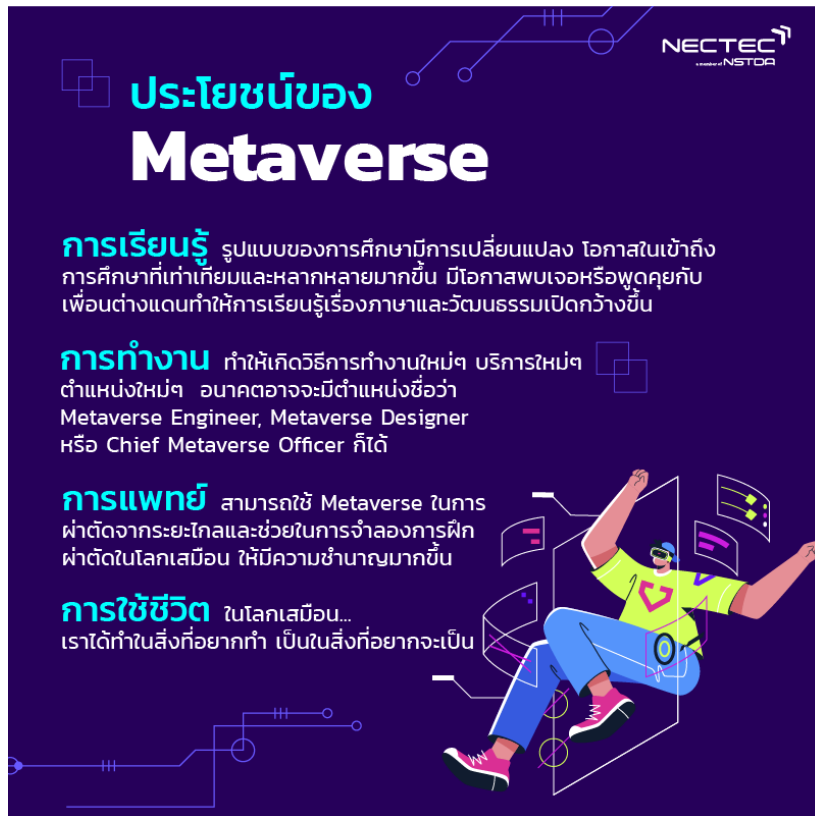 NECTEC
a member of NSTDA
ประโยชน์ของ
Metaverse
การเรียนรู้ รูปแบบของการศึกษามีการเปลี่ยนแปลง โอกาสในเข้าถึง
การศึกษาที่เท่าเทียมและหลากหลายมากขึ้น มีโอกาสพบเจอหรือพูดคุยกับ
เพื่อนต่างแดนทำให้การเรียนรู้เรื่องภาษาและวัฒนธรรมเปิดกว้างขึ้น
การทำงาน ทำให้เกิดวิธีการทำงานใหม่ๆ บริการใหม่ๆ
ตำแหน่งใหม่ๆ อนาคตอาจจะมีตำแหน่งชื่อว่า
Metaverse Engineer, Metaverse Designer
หรือ Chief Metaverse Officer ก็ได้
การแพทย์ สามารถใช้ Metaverse ในการ
ผ่าตัดจากระยะไกลและช่วยในการจำลองการฝึก
ผ่าตัดในโลกเสมือน ให้มีความชำนาญมากขึ้น
การใช้ชีวิต ในโลกเสมือน...
เราได้ทำในสิ่งที่อยากทำ เป็นในสิ่งที่อยากจะเป็น